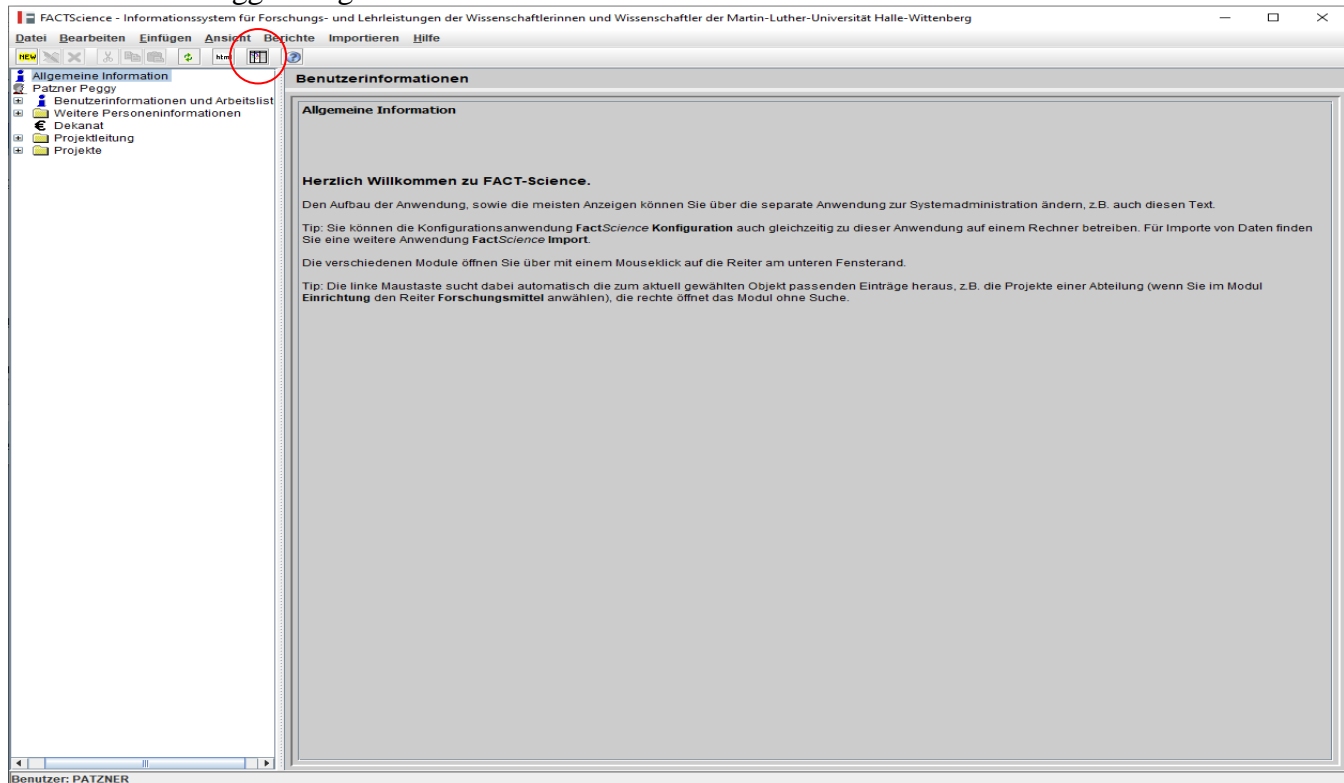 FACTScience - Informationssystem für Forschungs- und Lehrleistungen der Wissenschaftlerinnen und Wissenschaftler der Martin-Luther-Universität Halle-Wittenberg
Datei Bearbeiten Einfügen Ansicht Berichte Importieren Hilfe
NEW html ?
Allgemeine Information
Patzner Peggy
Benutzerinformationen und Arbeitslist
Weitere Personeninformationen
€ Dekanat
Projektleitung
Projekte
Benutzerinformationen
Allgemeine Information
Herzlich Willkommen zu FACT-Science.
Den Aufbau der Anwendung, sowie die meisten Anzeigen können Sie über die separate Anwendung zur Systemadministration ändern, z.B. auch diesen Text.
Tip: Sie können die Konfigurationsanwendung FactScience Konfiguration auch gleichzeitig zu dieser Anwendung auf einem Rechner betreiben. Für Importe von Daten finden
Sie eine weitere Anwendung FactScience Import.
Die verschiedenen Module öffnen Sie über mit einem Mouseklick auf die Reiter am unteren Fensterand.
Tip: Die linke Maustaste sucht dabei automatisch die zum aktuell gewählten Objekt passenden Einträge heraus, z.B. die Projekte einer Abteilung (wenn Sie im Modul
Einrichtung den Reiter Forschungsmittel anwählen), die rechte öffnet das Modul ohne Suche.
Benutzer: PATZNER